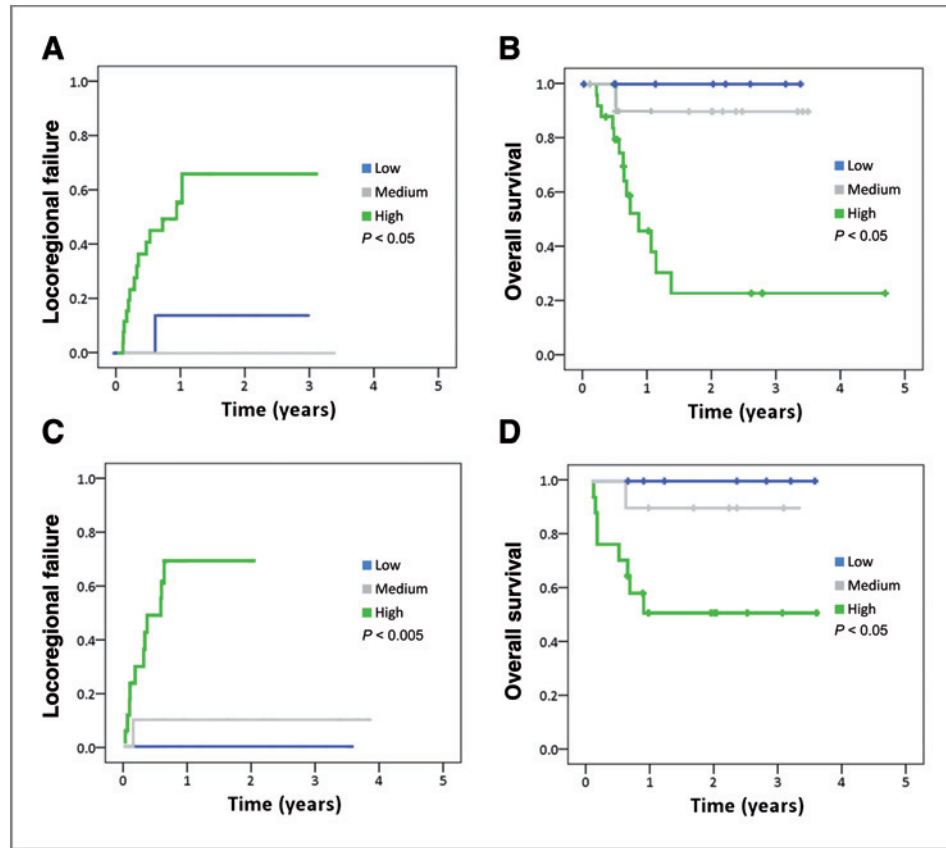 A
Locoregional failure
1.0
0.8
0.6
0.4
0.2
0.0
Low
Medium
High
P < 0.05
0 1 2 3 4 5
Time (years)
B
Overall survival
1.0
0.8
0.6
0.4
0.2
0.0
Low
Medium
High
P < 0.05
0 1 2 3 4 5
Time (years)
C
Locoregional failure
1.0
0.8
0.6
0.4
0.2
0.0
Low
Medium
High
P < 0.005
0 1 2 3 4 5
Time (years)
D
Overall survival
1.0
0.8
0.6
0.4
0.2
0.0
Low
Medium
High
P < 0.05
0 1 2 3 4 5
Time (years)